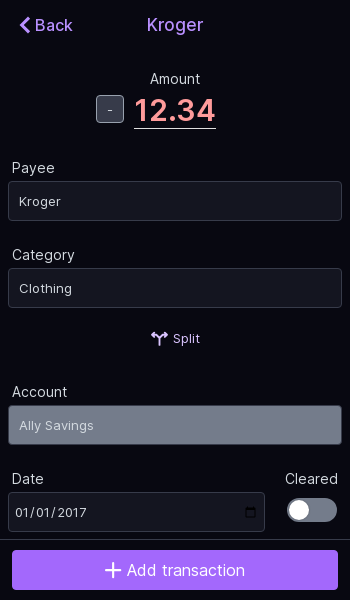 Back
Kroger
Amount
-
12.34
Payee
Kroger
Category
Clothing
Split
Account
Ally Savings
Date
Cleared
01/01/2017
Add transaction